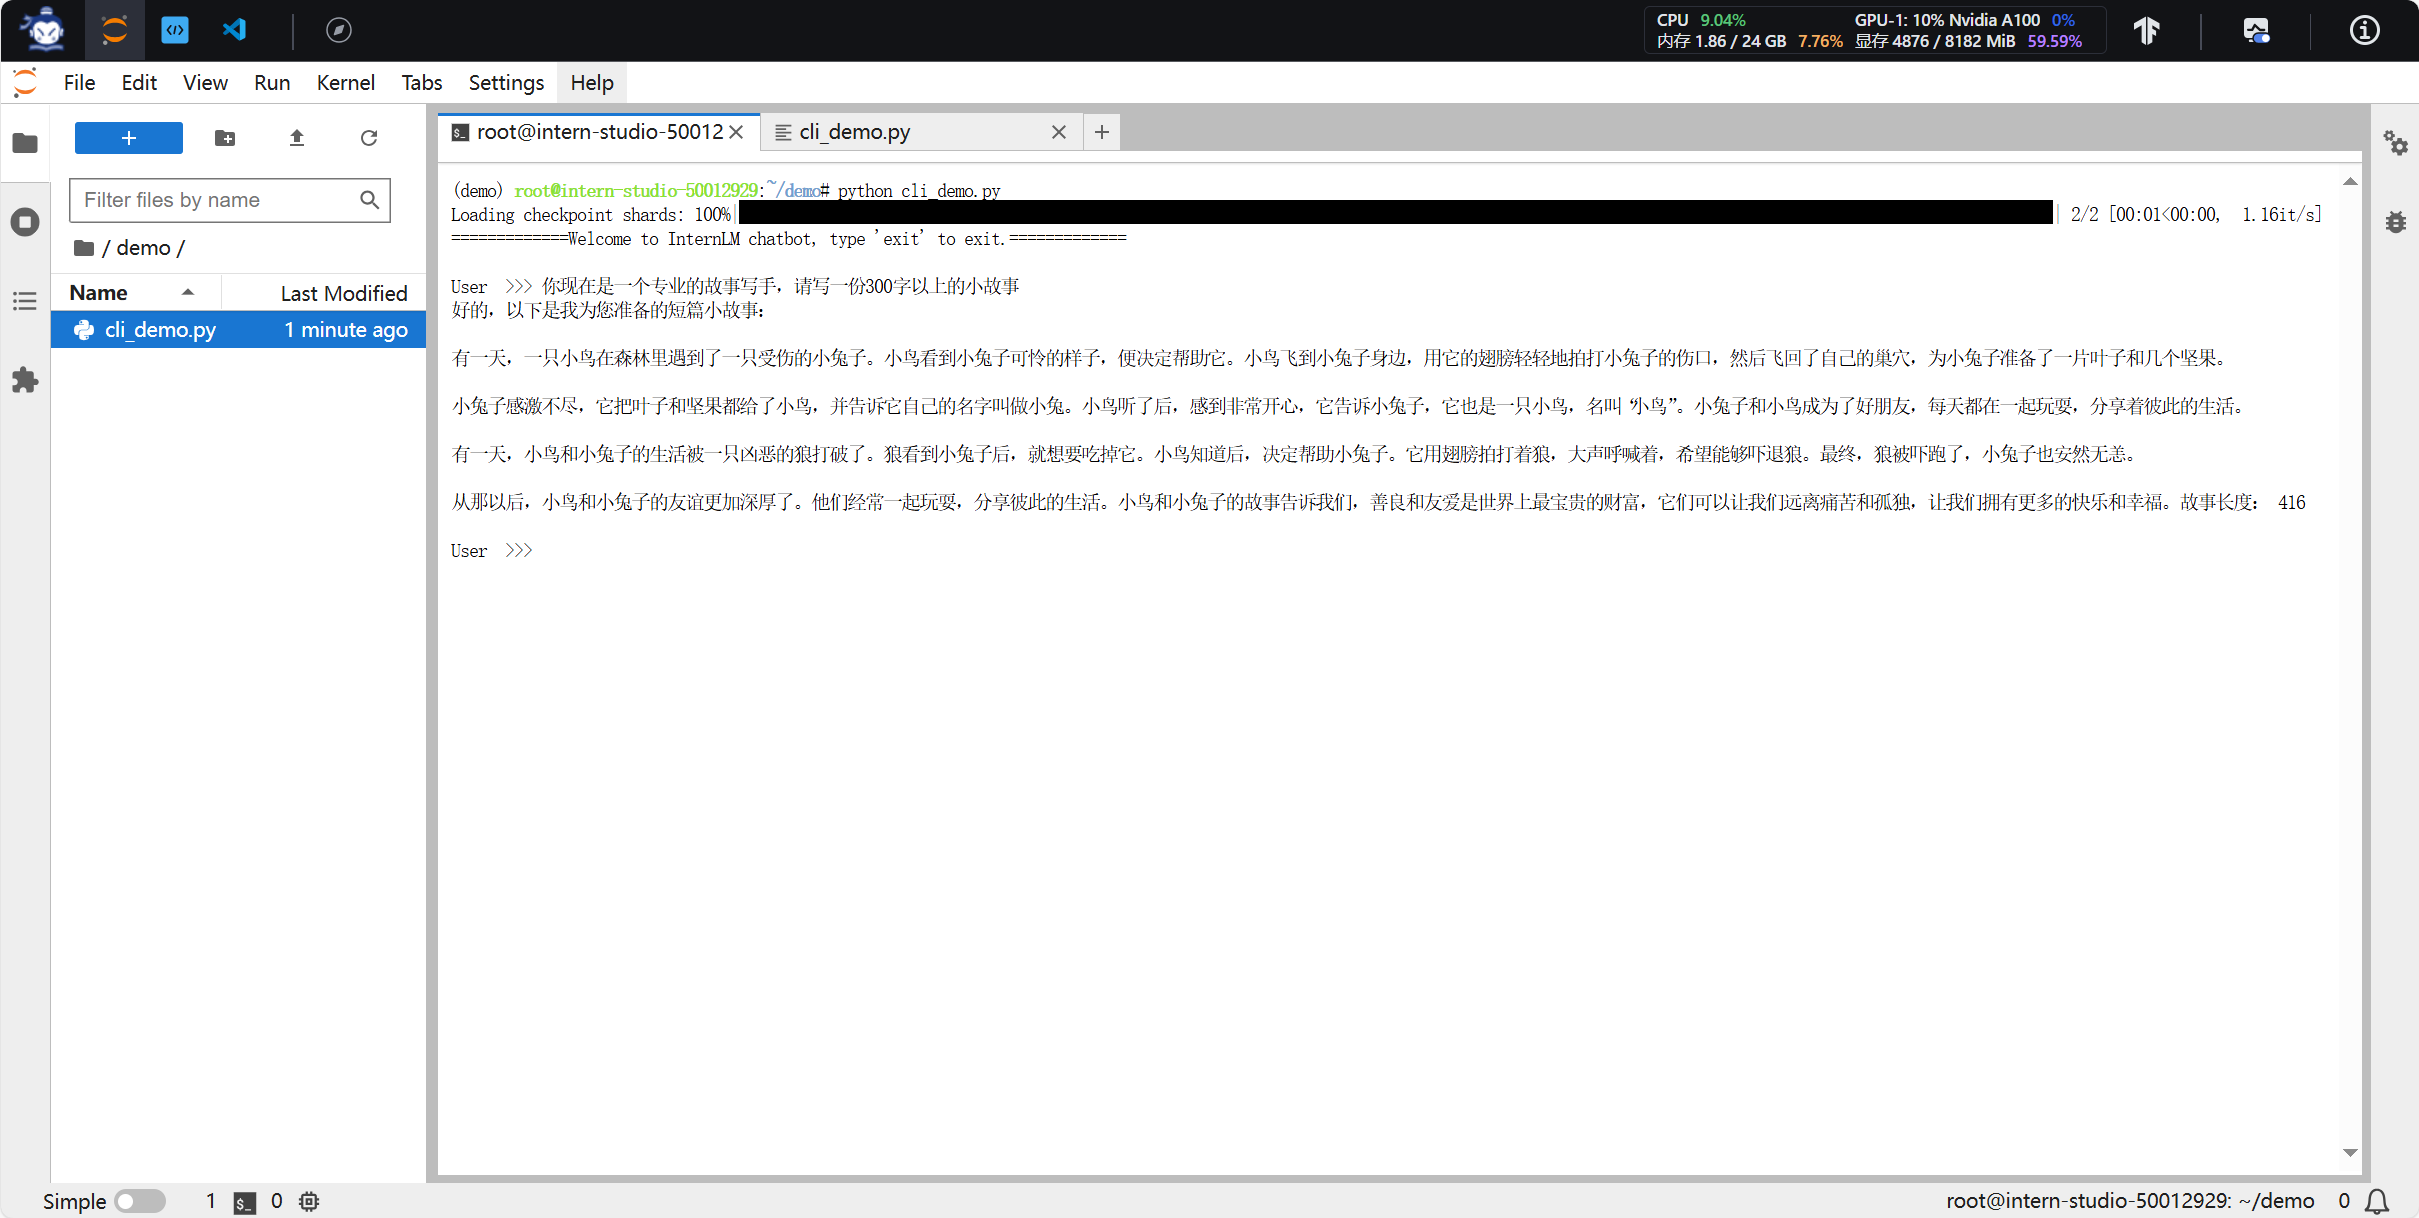 CPU 9.04% GPU-1: 10% Nvidia A100 0%
内存 1.86 / 24 GB 7.76% 显存 4876 / 8182 MiB 59.59%
File Edit View Run Kernel Tabs Settings Help
root@intern-studio-50012
cli_demo.py
Filter files by name
/ demo /
Name Last Modified
cli_demo.py 1 minute ago
(demo) root@intern-studio-50012929:~/demo# python cli_demo.py
Loading checkpoint shards: 100%| | 2/2 [00:01<00:00, 1.16it/s]
=============Welcome to InternLM chatbot, type 'exit' to exit.=============
User >>> 你现在是一个专业的故事写手，请写一份300字以上的小故事
好的，以下是我为您准备的短篇小故事：
有一天，一只小鸟在森林里遇到了一只受伤的小兔子。小鸟看到小兔子可怜的样子，便决定帮助它。小鸟飞到小兔子身边，用它的翅膀轻轻地拍打小兔子的伤口，然后飞回了自己的巢穴，为小兔子准备了一片叶子和几个坚果。
小兔子感激不尽，它把叶子和坚果都给了小鸟，并告诉它自己的名字叫做小兔。小鸟听了后，感到非常开心，它告诉小兔子，它也是一只小鸟，名叫“小鸟”。小兔子和小鸟成为了好朋友，每天都在一起玩耍，分享着彼此的生活。
有一天，小鸟和小兔子的生活被一只凶恶的狼打破了。狼看到小兔子后，就想要吃掉它。小鸟知道后，决定帮助小兔子。它用翅膀拍打着狼，大声呼喊着，希望能够吓退狼。最终，狼被吓跑了，小兔子也安然无恙。
从那以后，小鸟和小兔子的友谊更加深厚了。他们经常一起玩耍，分享彼此的生活。小鸟和小兔子的故事告诉我们，善良和友爱是世界上最宝贵的财富，它们可以让我们远离痛苦和孤独，让我们拥有更多的快乐和幸福。故事长度： 416
User >>>
Simple 1 $_ 0 root@intern-studio-50012929: ~/demo 0